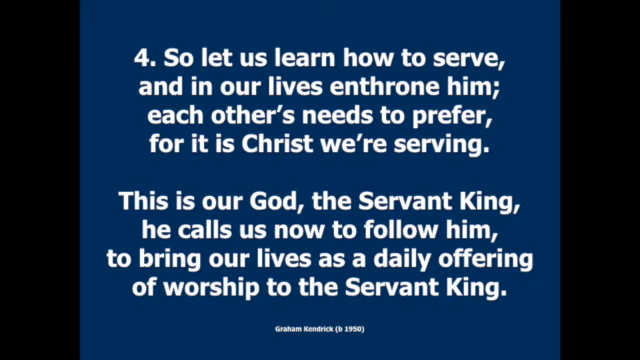 4. So let us learn how to serve,
and in our lives enthrone him;
each other's needs to prefer,
for it is Christ we're serving.
This is our God, the Servant King,
he calls us now to follow him,
to bring our lives as a daily offering
of worship to the Servant King.
Graham Kendrick (b 1950)